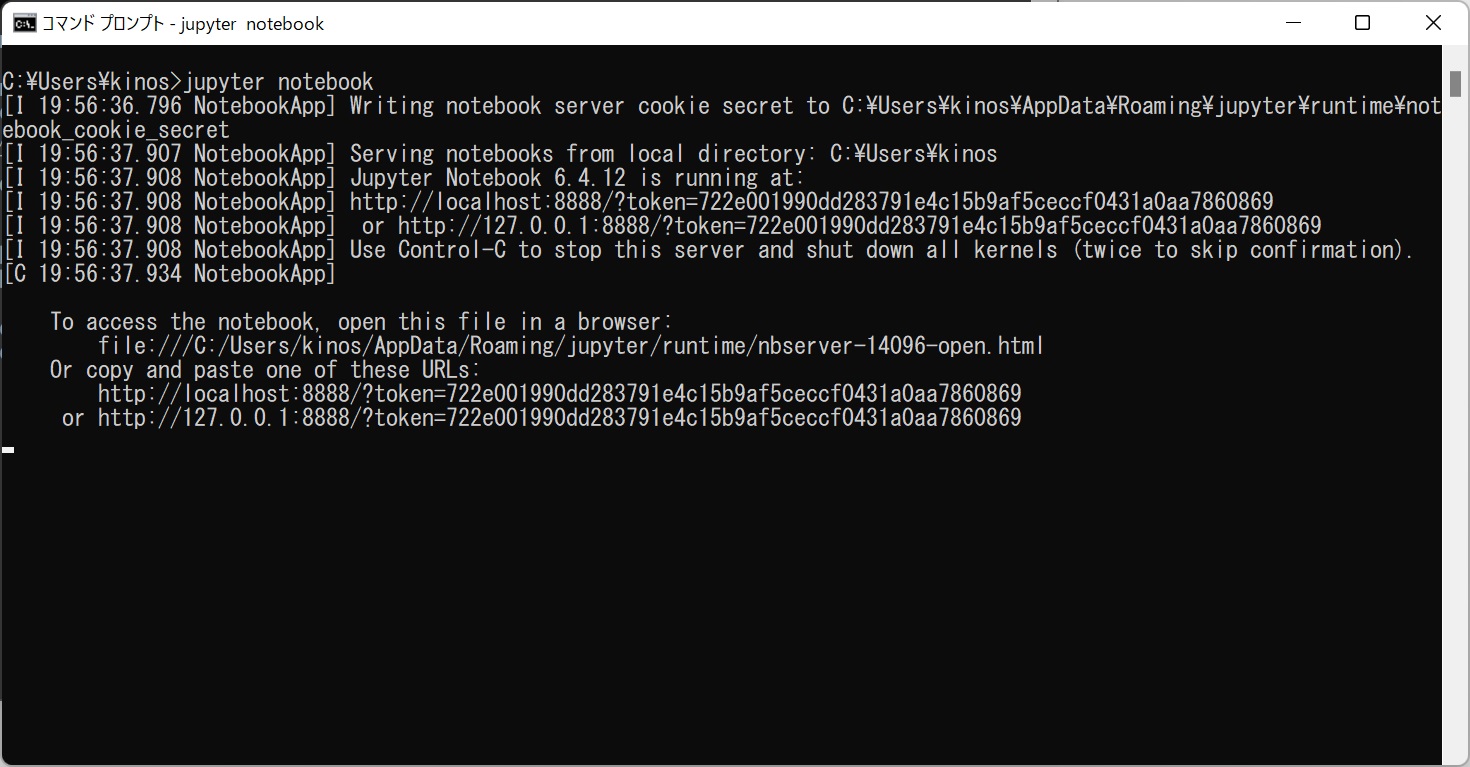 コマンド プロンプト - jupyter  notebook
C:¥Users¥kinos>jupyter notebook
[I 19:56:36.796 NotebookApp] Writing notebook server cookie secret to C:¥Users¥kinos¥AppData¥Roaming¥jupyter¥runtime¥not
ebook_cookie_secret
[I 19:56:37.907 NotebookApp] Serving notebooks from local directory: C:¥Users¥kinos
[I 19:56:37.908 NotebookApp] Jupyter Notebook 6.4.12 is running at:
[I 19:56:37.908 NotebookApp] http://localhost:8888/?token=722e001990dd283791e4c15b9af5ceccf0431a0aa7860869
[I 19:56:37.908 NotebookApp]  or http://127.0.0.1:8888/?token=722e001990dd283791e4c15b9af5ceccf0431a0aa7860869
[I 19:56:37.908 NotebookApp] Use Control-C to stop this server and shut down all kernels (twice to skip confirmation).
[C 19:56:37.934 NotebookApp]
    To access the notebook, open this file in a browser:
        file:///C:/Users/kinos/AppData/Roaming/jupyter/runtime/nbserver-14096-open.html
    Or copy and paste one of these URLs:
        http://localhost:8888/?token=722e001990dd283791e4c15b9af5ceccf0431a0aa7860869
     or http://127.0.0.1:8888/?token=722e001990dd283791e4c15b9af5ceccf0431a0aa7860869